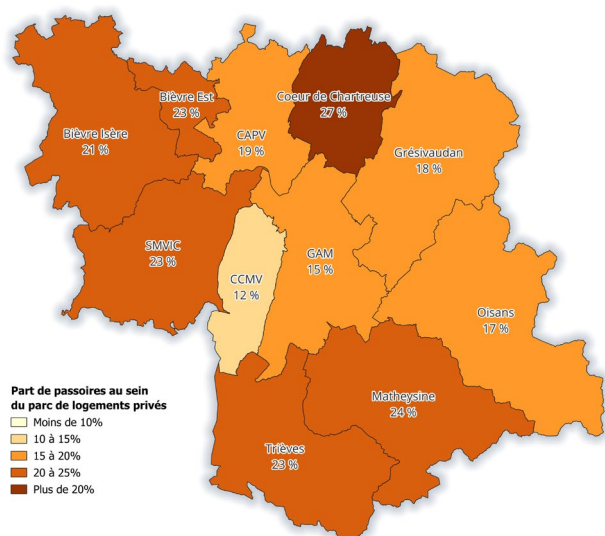 Bièvre Est
23 %
Coeur de Chartreuse
27 %
Bièvre Isère
21 %
CAPV
19 %
Grésivaudan
18 %
SMVIC
23 %
GAM
15 %
CCMV
12 %
Oisans
17 %
Matheysine
24 %
Trièves
23 %
Part de passoires au sein
du parc de logements privés
Moins de 10%
10 à 15%
15 à 20%
20 à 25%
Plus de 20%